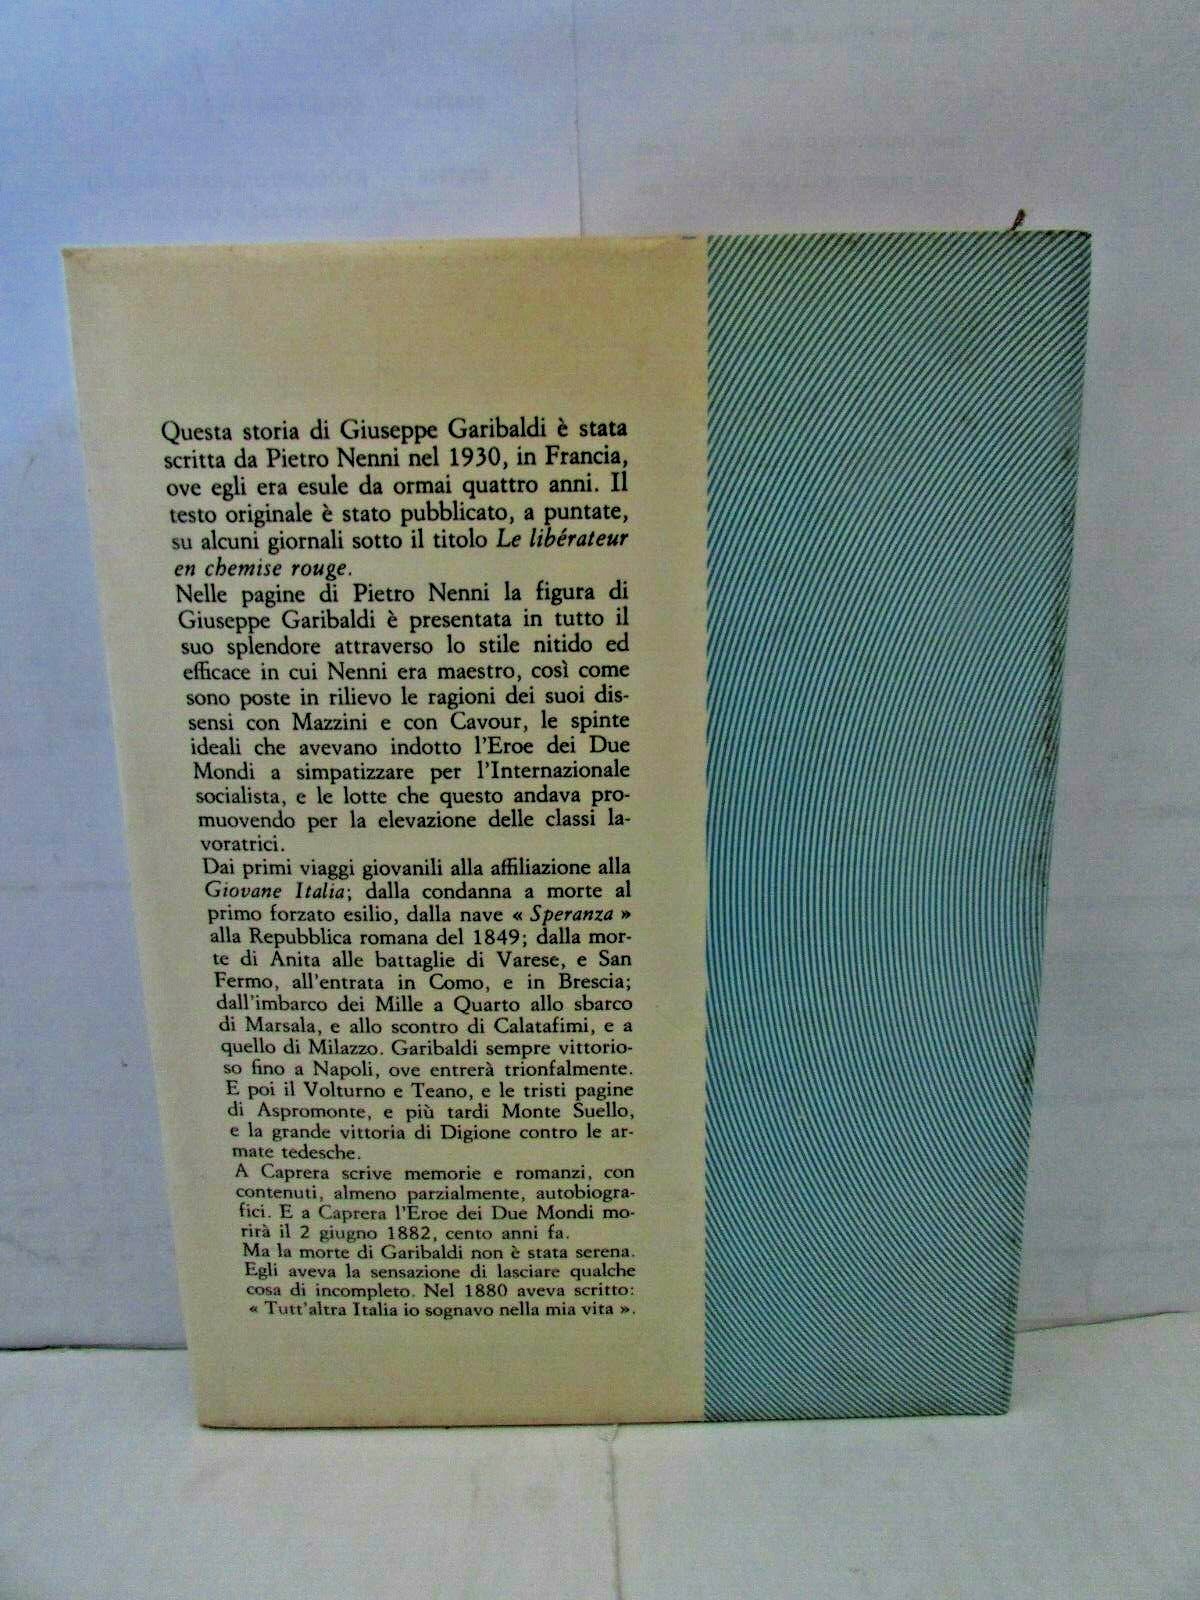 Questa storia di Giuseppe Garibaldi è stata
scritta da Pietro Nenni nel 1930, in Francia,
ove egli era esule da ormai quattro anni. Il
testo originale è stato pubblicato, a puntate,
su alcuni giornali sotto il titolo Le libérateur
en chemise rouge.
Nelle pagine di Pietro Nenni la figura di
Giuseppe Garibaldi è presentata in tutto il
suo splendore attraverso lo stile nitido ed
efficace in cui Nenni era maestro, così come
sono poste in rilievo le ragioni dei suoi dis-
sensi con Mazzini e con Cavour, le spinte
ideali che avevano indotto l'Eroe dei Due
Mondi a simpatizzare per l'Internazionale
socialista, e le lotte che questo andava pro-
muovendo per la elevazione delle classi la-
voratrici.
Dai primi viaggi giovanili alla affiliazione alla
Giovane Italia; dalla condanna a morte al
primo forzato esilio, dalla nave « Speranza »
alla Repubblica romana del 1849; dalla mor-
te di Anita alle battaglie di Varese, e San
Fermo, all'entrata in Como, e in Brescia;
dall'imbarco dei Mille a Quarto allo sbarco
di Marsala, e allo scontro di Calatafimi, e a
quello di Milazzo. Garibaldi sempre vittorio-
so fino a Napoli, ove entrerà trionfalmente.
E poi il Volturno e Teano, e le tristi pagine
di Aspromonte, e più tardi Monte Suello,
e la grande vittoria di Digione contro le ar-
mate tedesche.
A Caprera scrive memorie e romanzi, con
contenuti, almeno parzialmente, autobiogra-
fici. E a Caprera l'Eroe dei Due Mondi mo-
rirà il 2 giugno 1882, cento anni fa.
Ma la morte di Garibaldi non è stata serena.
Egli aveva la sensazione di lasciare qualche
cosa di incompleto. Nel 1880 aveva scritto:
« Tutt'altra Italia io sognavo nella mia vita ».